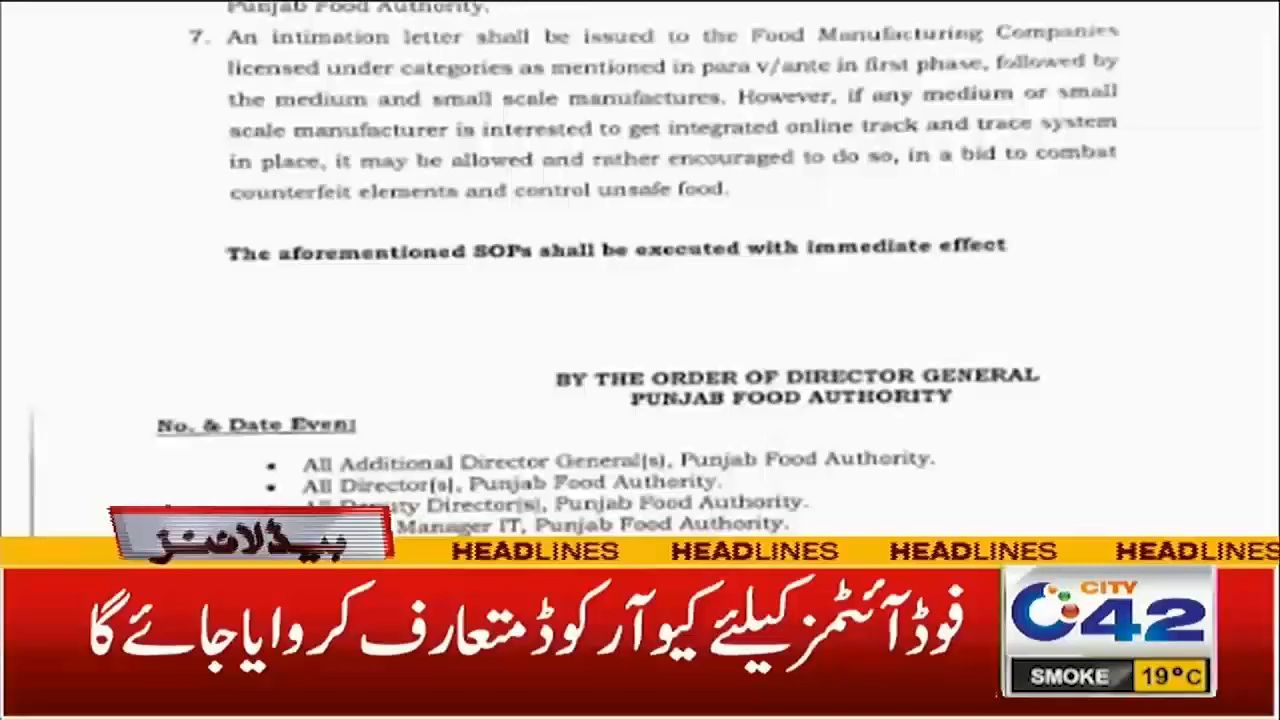 Punjab Food Authority.
7. An intimation letter shall be issued to the Food Manufacturing Companies
licensed under categories as mentioned in para v/ante in first phase, followed by
the medium and small scale manufactures. However, if any medium or small
scale manufacturer is interested to get integrated online track and trace system
in place, it may be allowed and rather encouraged to do so, in a bid to combat
counterfeit elements and control unsafe food.
The aforementioned SOPs shall be executed with immediate effect
BY THE ORDER OF DIRECTOR GENERAL
PUNJAB FOOD AUTHORITY
No. & Date Even:
• All Additional Director General(s), Punjab Food Authority.
• All Director(s), Punjab Food Authority.
All Deputy Director(s), Punjab Food Authority.
Manager IT, Punjab Food Authority.
ہیڈلائنز
HEADLINES HEADLINES HEADLINES HEADLINES
فوڈ آئٹمز کیلئے کیو آر کوڈ متعارف کروایا جائے گا
CITY
42
SMOKE 19°C